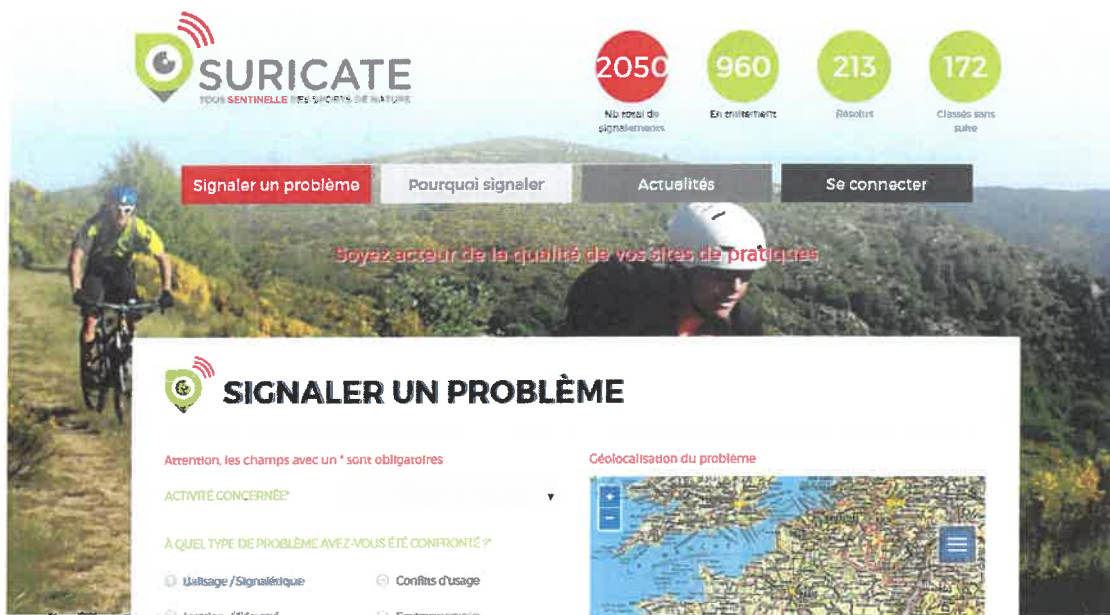 SURICATE
TOUS SENTINELLE DES SPORTS DE NATURE
2050
960
213
172
Nb total de
signalements
En traitement
Résolus
Classés sans
suite
Signaler un problème
Pourquoi signaler
Actualités
Se connecter
Soyez acteur de la qualité de vos sites de pratiques
SIGNALER UN PROBLÈME
Attention, les champs avec un * sont obligatoires
Géolocalisation du problème
ACTIVITÉ CONCERNÉE*
À QUEL TYPE DE PROBLÈME AVEZ-VOUS ÉTÉ CONFRONTÉ ?*
Balisage / Signalétique
Conflits d'usage